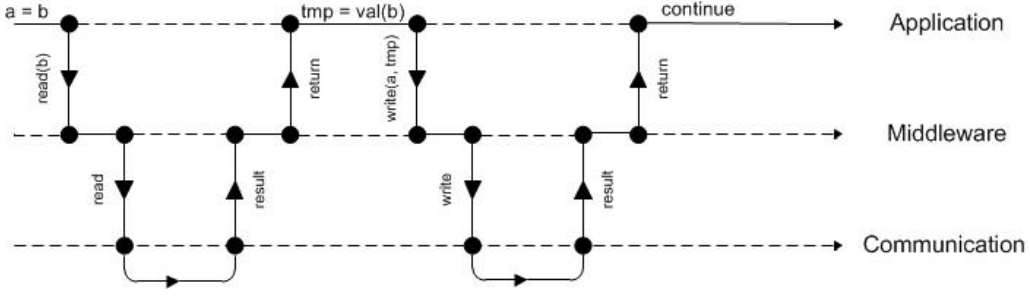 a = b
tmp = val(b)
continue
Application
read(b)
return
write(a, tmp)
return
Middleware
read
result
write
result
Communication